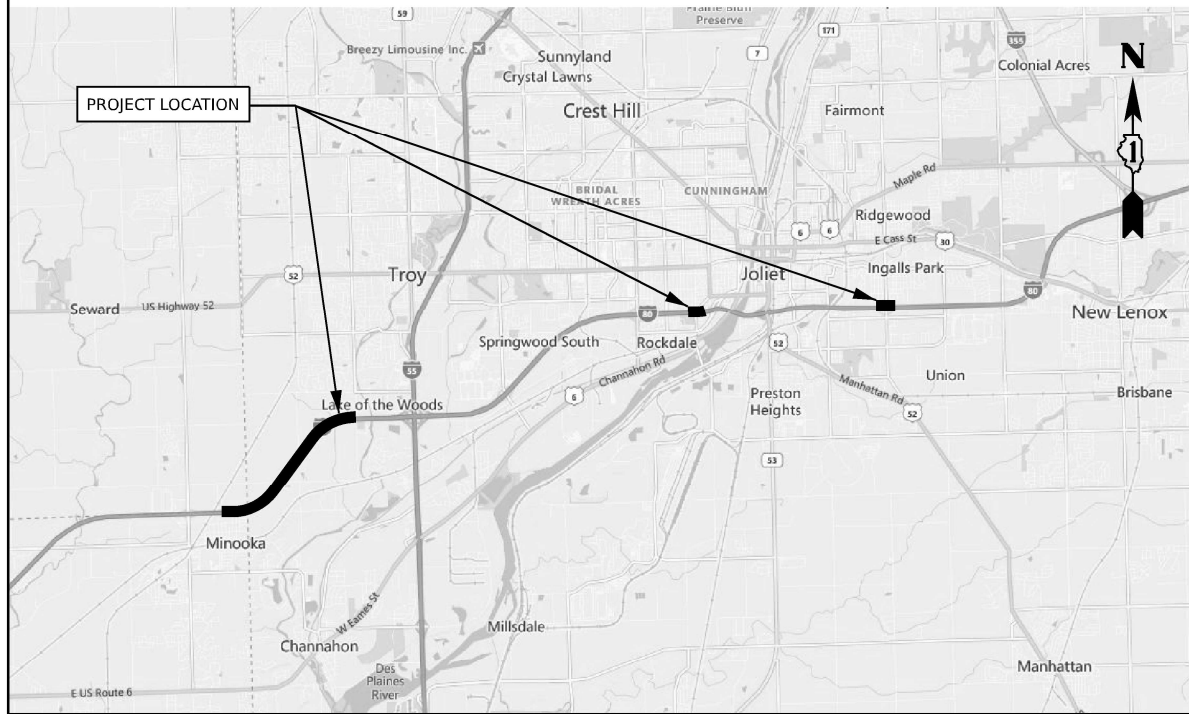 Prairie Bluff
Preserve
59
171
Breezy Limousine Inc.
Sunnyland
7
355
Colonial Acres
N
Crystal Lawns
PROJECT LOCATION
Crest Hill
Fairmont
1
Maple Rd
BRIDAL
WREATH ACRES
CUNNINGHAM
Ridgewood
6
6
E Cass St
30
52
Troy
Joliet
Ingalls Park
80
Seward
US Highway 52
80
New Lenox
Springwood South
Rockdale
52
Channahon Rd
55
6
Manhattan Rd
Union
Preston
Heights
Brisbane
Lake of the Woods
52
53
Minooka
W Eames St
Millsdale
Channahon
Des
Plaines
River
Manhattan
E US Route 6